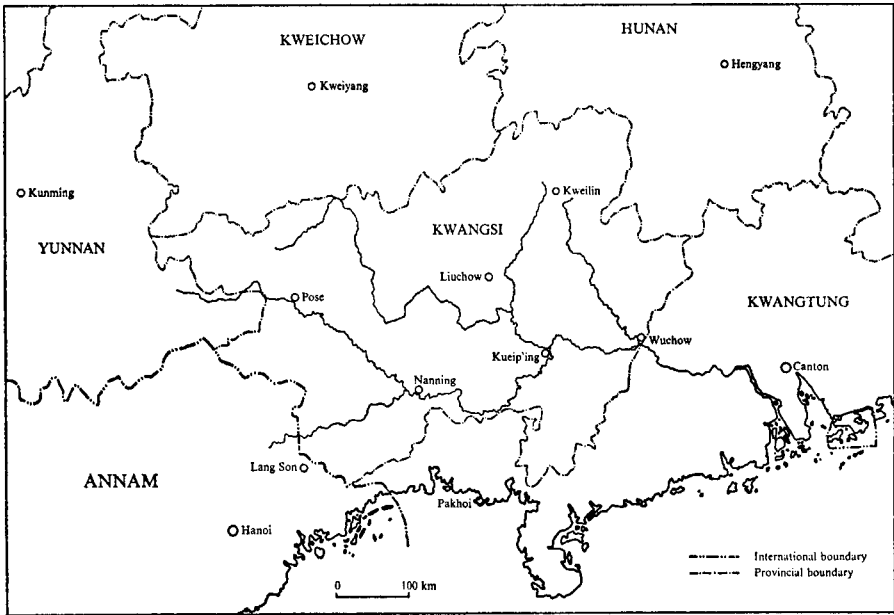 KWEICHOW
HUNAN
Kweiyang
Hengyang
Kunming
Kweilin
YUNNAN
KWANGSI
Liuchow
Pose
KWANGTUNG
Wuchow
Kueip'ing
Canton
Nanning
Lang Son
ANNAM
Pakhoi
Hanoi
International boundary
Provincial boundary
0 100 km